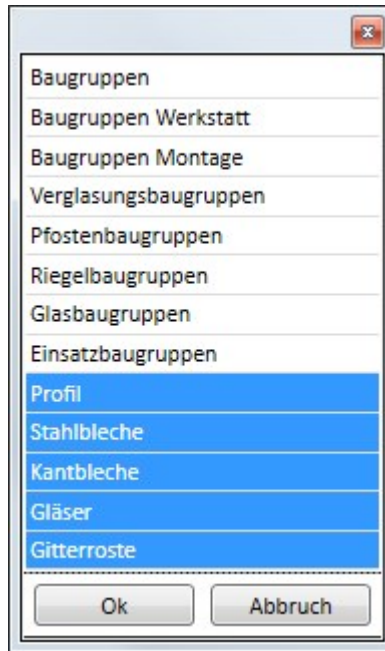 Baugruppen
Baugruppen Werkstatt
Baugruppen Montage
Verglasungsbaugruppen
Pfostenbaugruppen
Riegelbaugruppen
Glasbaugruppen
Einsatzbaugruppen
Profil
Stahlbleche
Kantbleche
Gläser
Gitterroste
Ok Abbruch